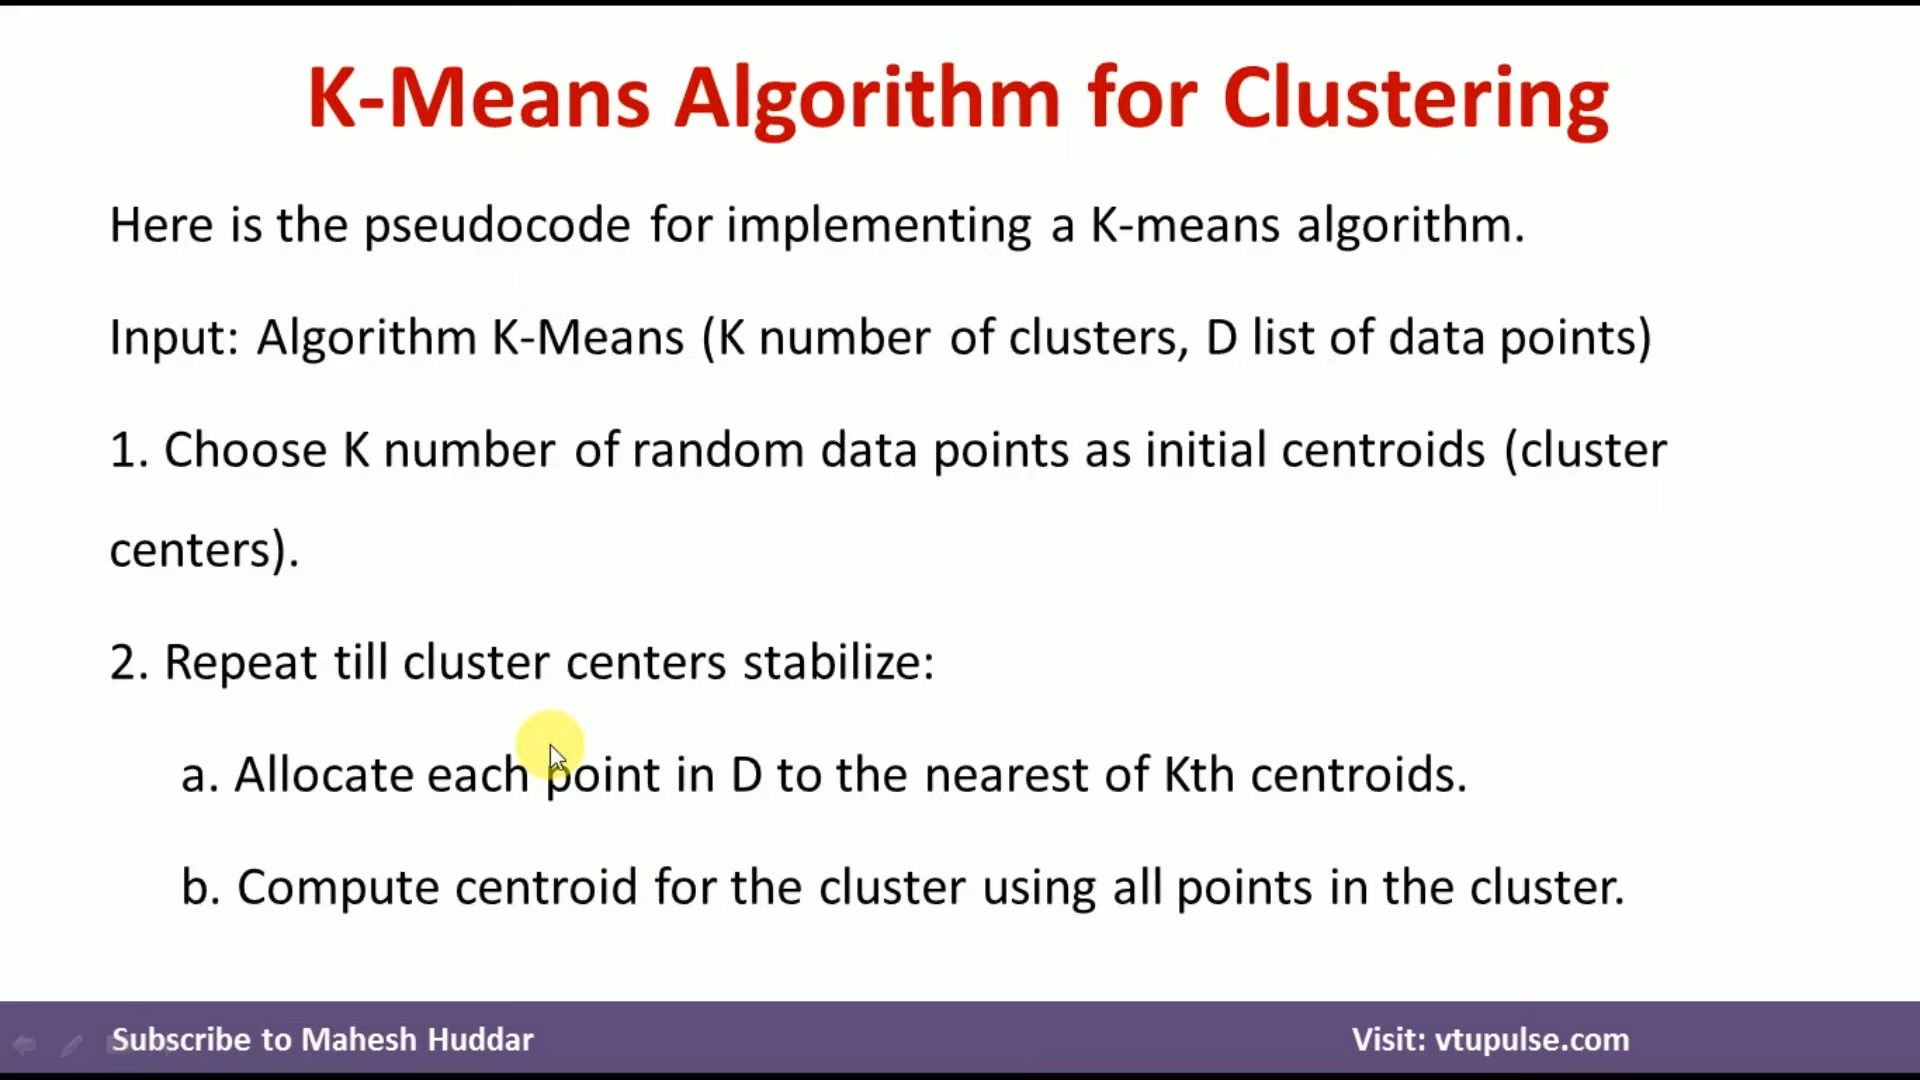 K-Means Algorithm for Clustering
Here is the pseudocode for implementing a K-means algorithm.
Input: Algorithm K-Means (K number of clusters, D list of data points)
1. Choose K number of random data points as initial centroids (cluster
centers).
2. Repeat till cluster centers stabilize:
a. Allocate each point in D to the nearest of Kth centroids.
b. Compute centroid for the cluster using all points in the cluster.
Subscribe to Mahesh Huddar
Visit: vtupulse.com